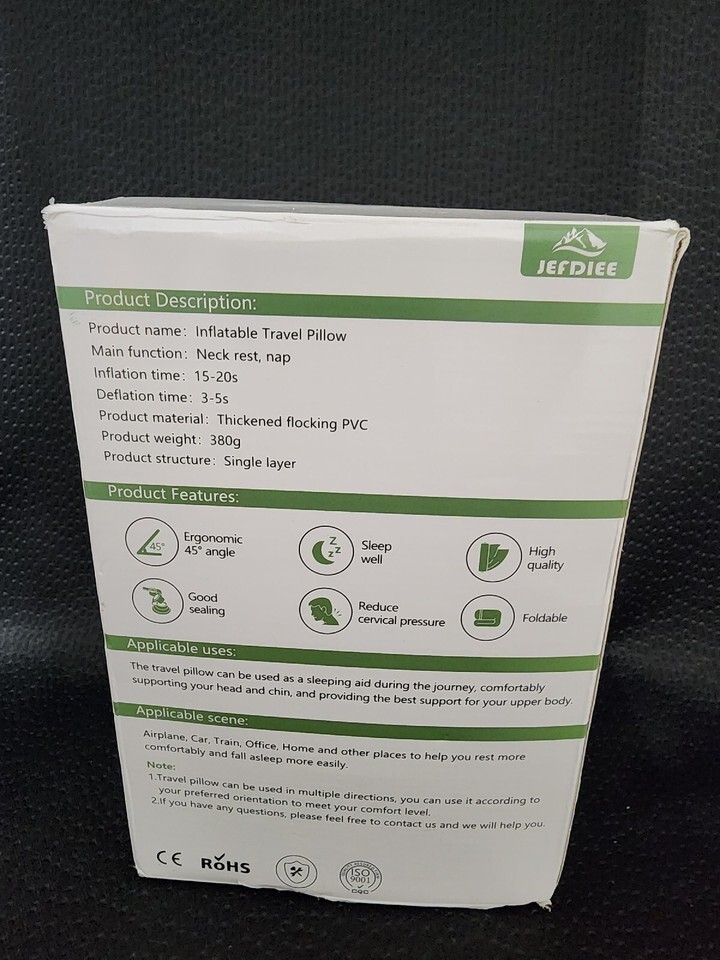 JEFDIEE
Product Description:
Product name: Inflatable Travel Pillow
Main function: Neck rest, nap
Inflation time: 15-20s
Deflation time: 3-5s
Product material: Thickened flocking PVC
Product weight: 380g
Product structure: Single layer
Product Features:
45°
Ergonomic
45° angle
Z z z
Sleep
well
High
quality
Good
sealing
Reduce
cervical pressure
Foldable
Applicable uses:
The travel pillow can be used as a sleeping aid during the journey, comfortably
supporting your head and chin, and providing the best support for your upper body.
Applicable scene:
Airplane, Car, Train, Office, Home and other places to help you rest more
comfortably and fall asleep more easily.
Note:
1.Travel pillow can be used in multiple directions, you can use it according to
your preferred orientation to meet your comfort level.
2.If you have any questions, please feel free to contact us and we will help you.
CE
RoHS
ISO
9001
CQC